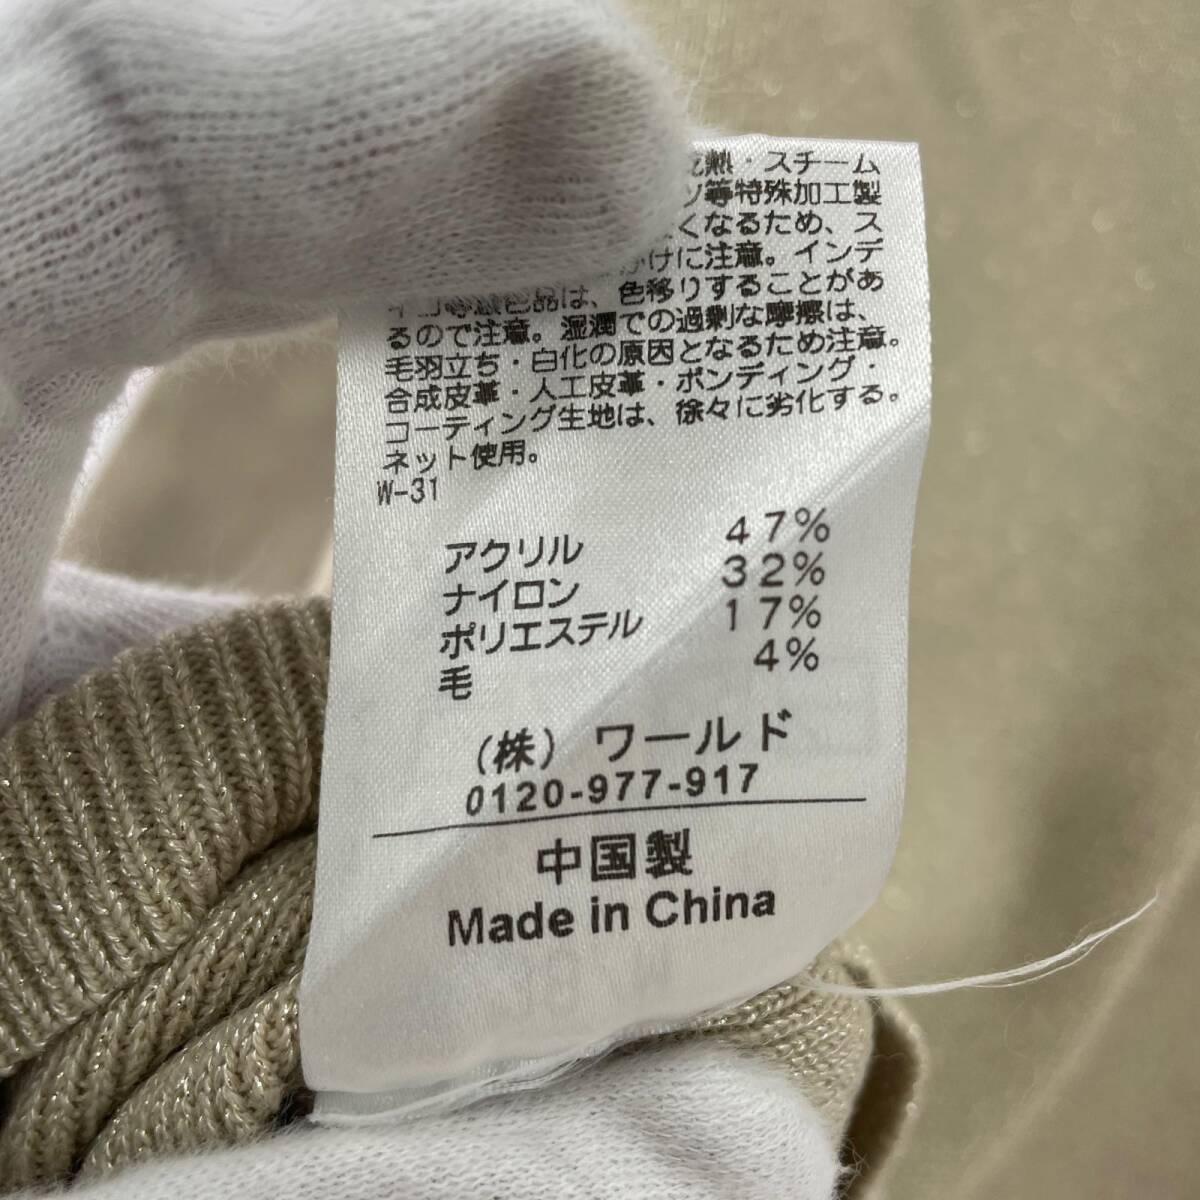 熱・スチーム
等特殊加工製
くなるため、ス
かけに注意。インデ
色品は、色移りすることがあ
るので注意。湿潤での過剰な摩擦は、
毛羽立ち・白化の原因となるため注意。
合成皮革・人工皮革・ボンディング・
コーティング生地は、徐々に劣化する。
ネット使用。
W-31
アクリル 47%
ナイロン 32%
ポリエステル 17%
毛 4%
(株) ワールド
0120-977-917
中国製
Made in China